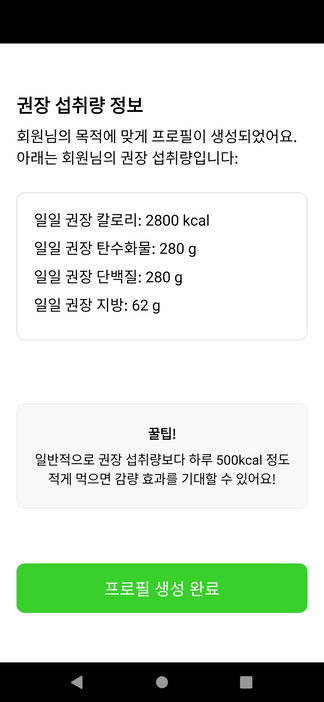 권장 섭취량 정보
회원님의 목적에 맞게 프로필이 생성되었어요.
아래는 회원님의 권장 섭취량입니다:
일일 권장 칼로리: 2800 kcal
일일 권장 탄수화물: 280 g
일일 권장 단백질: 280 g
일일 권장 지방: 62 g
꿀팁!
일반적으로 권장 섭취량보다 하루 500kcal 정도
적게 먹으면 감량 효과를 기대할 수 있어요!
프로필 생성 완료